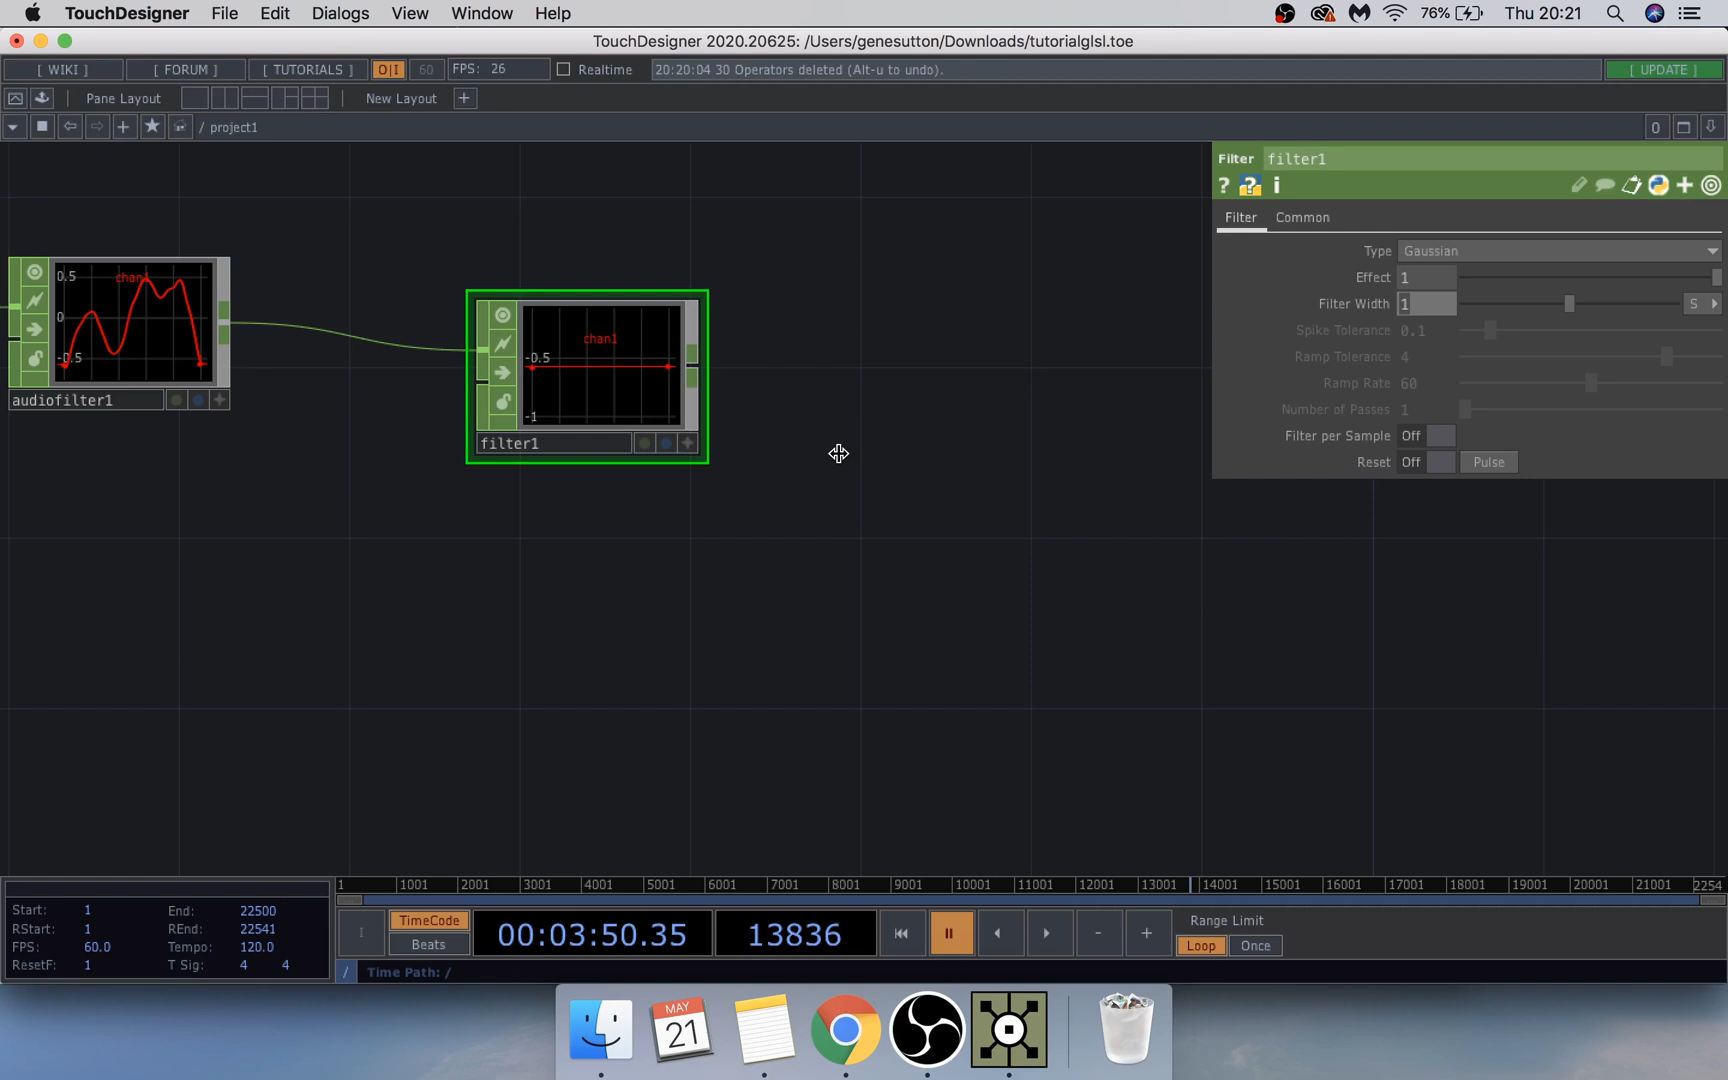 TouchDesigner File Edit Dialogs View Window Help 76% Thu 20:21
TouchDesigner 2020.20625: /Users/genesutton/Downloads/tutorialglsl.toe
[ WIKI ] [ FORUM ] [ TUTORIALS ] O|I 60 FPS: 26 Realtime 20:20:04 30 Operators deleted (Alt-u to undo). [ UPDATE ]
Pane Layout New Layout +
/ project1 0
Filter filter1
? ? i
Filter Common
Type Gaussian
Effect 1
Filter Width 1 S
Spike Tolerance 0.1
Ramp Tolerance 4
Ramp Rate 60
Number of Passes 1
Filter per Sample Off
Reset Off Pulse
0.5 chan1
0
-0.5
audiofilter1
chan1
-0.5
-1
filter1
1 1001 2001 3001 4001 5001 6001 7001 8001 9001 10001 11001 12001 13001 14001 15001 16001 17001 18001 19001 20001 21001 2254
Start: 1 End: 22500
RStart: 1 REnd: 22541
FPS: 60.0 Tempo: 120.0
ResetF: 1 T Sig: 4 4
I TimeCode Beats 00:03:50.35 13836 - + Range Limit
Loop Once
/ Time Path: /
MAY
21